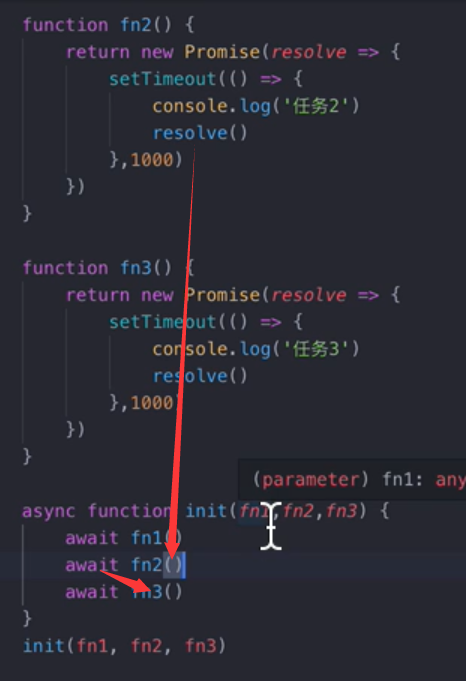 function fn2() {
return new Promise(resolve => {
setTimeout(() => {
console.log('任务2')
resolve()
},1000)
})
}
function fn3() {
return new Promise(resolve => {
setTimeout(() => {
console.log('任务3')
resolve()
},1000)
})
}
(parameter) fn1: any
async function init(fn1,fn2,fn3) {
await fn1()
await fn2()
await fn3()
}
init(fn1, fn2, fn3)